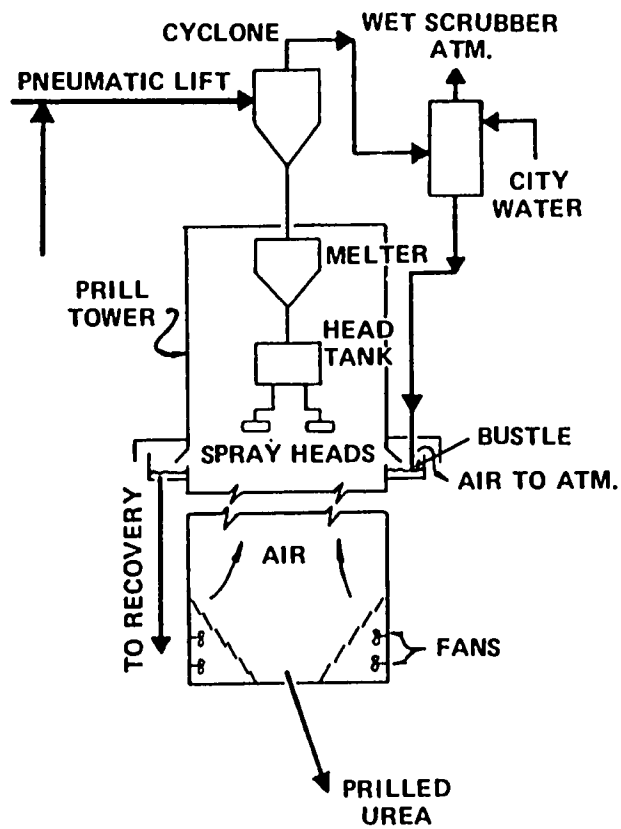 CYCLONE
WET SCRUBBER
ATM.
PNEUMATIC LIFT
CITY
WATER
MELTER
PRILL
TOWER
HEAD
TANK
SPRAY HEADS
BUSTLE
AIR TO ATM.
TO RECOVERY
AIR
FANS
PRILLED
UREA